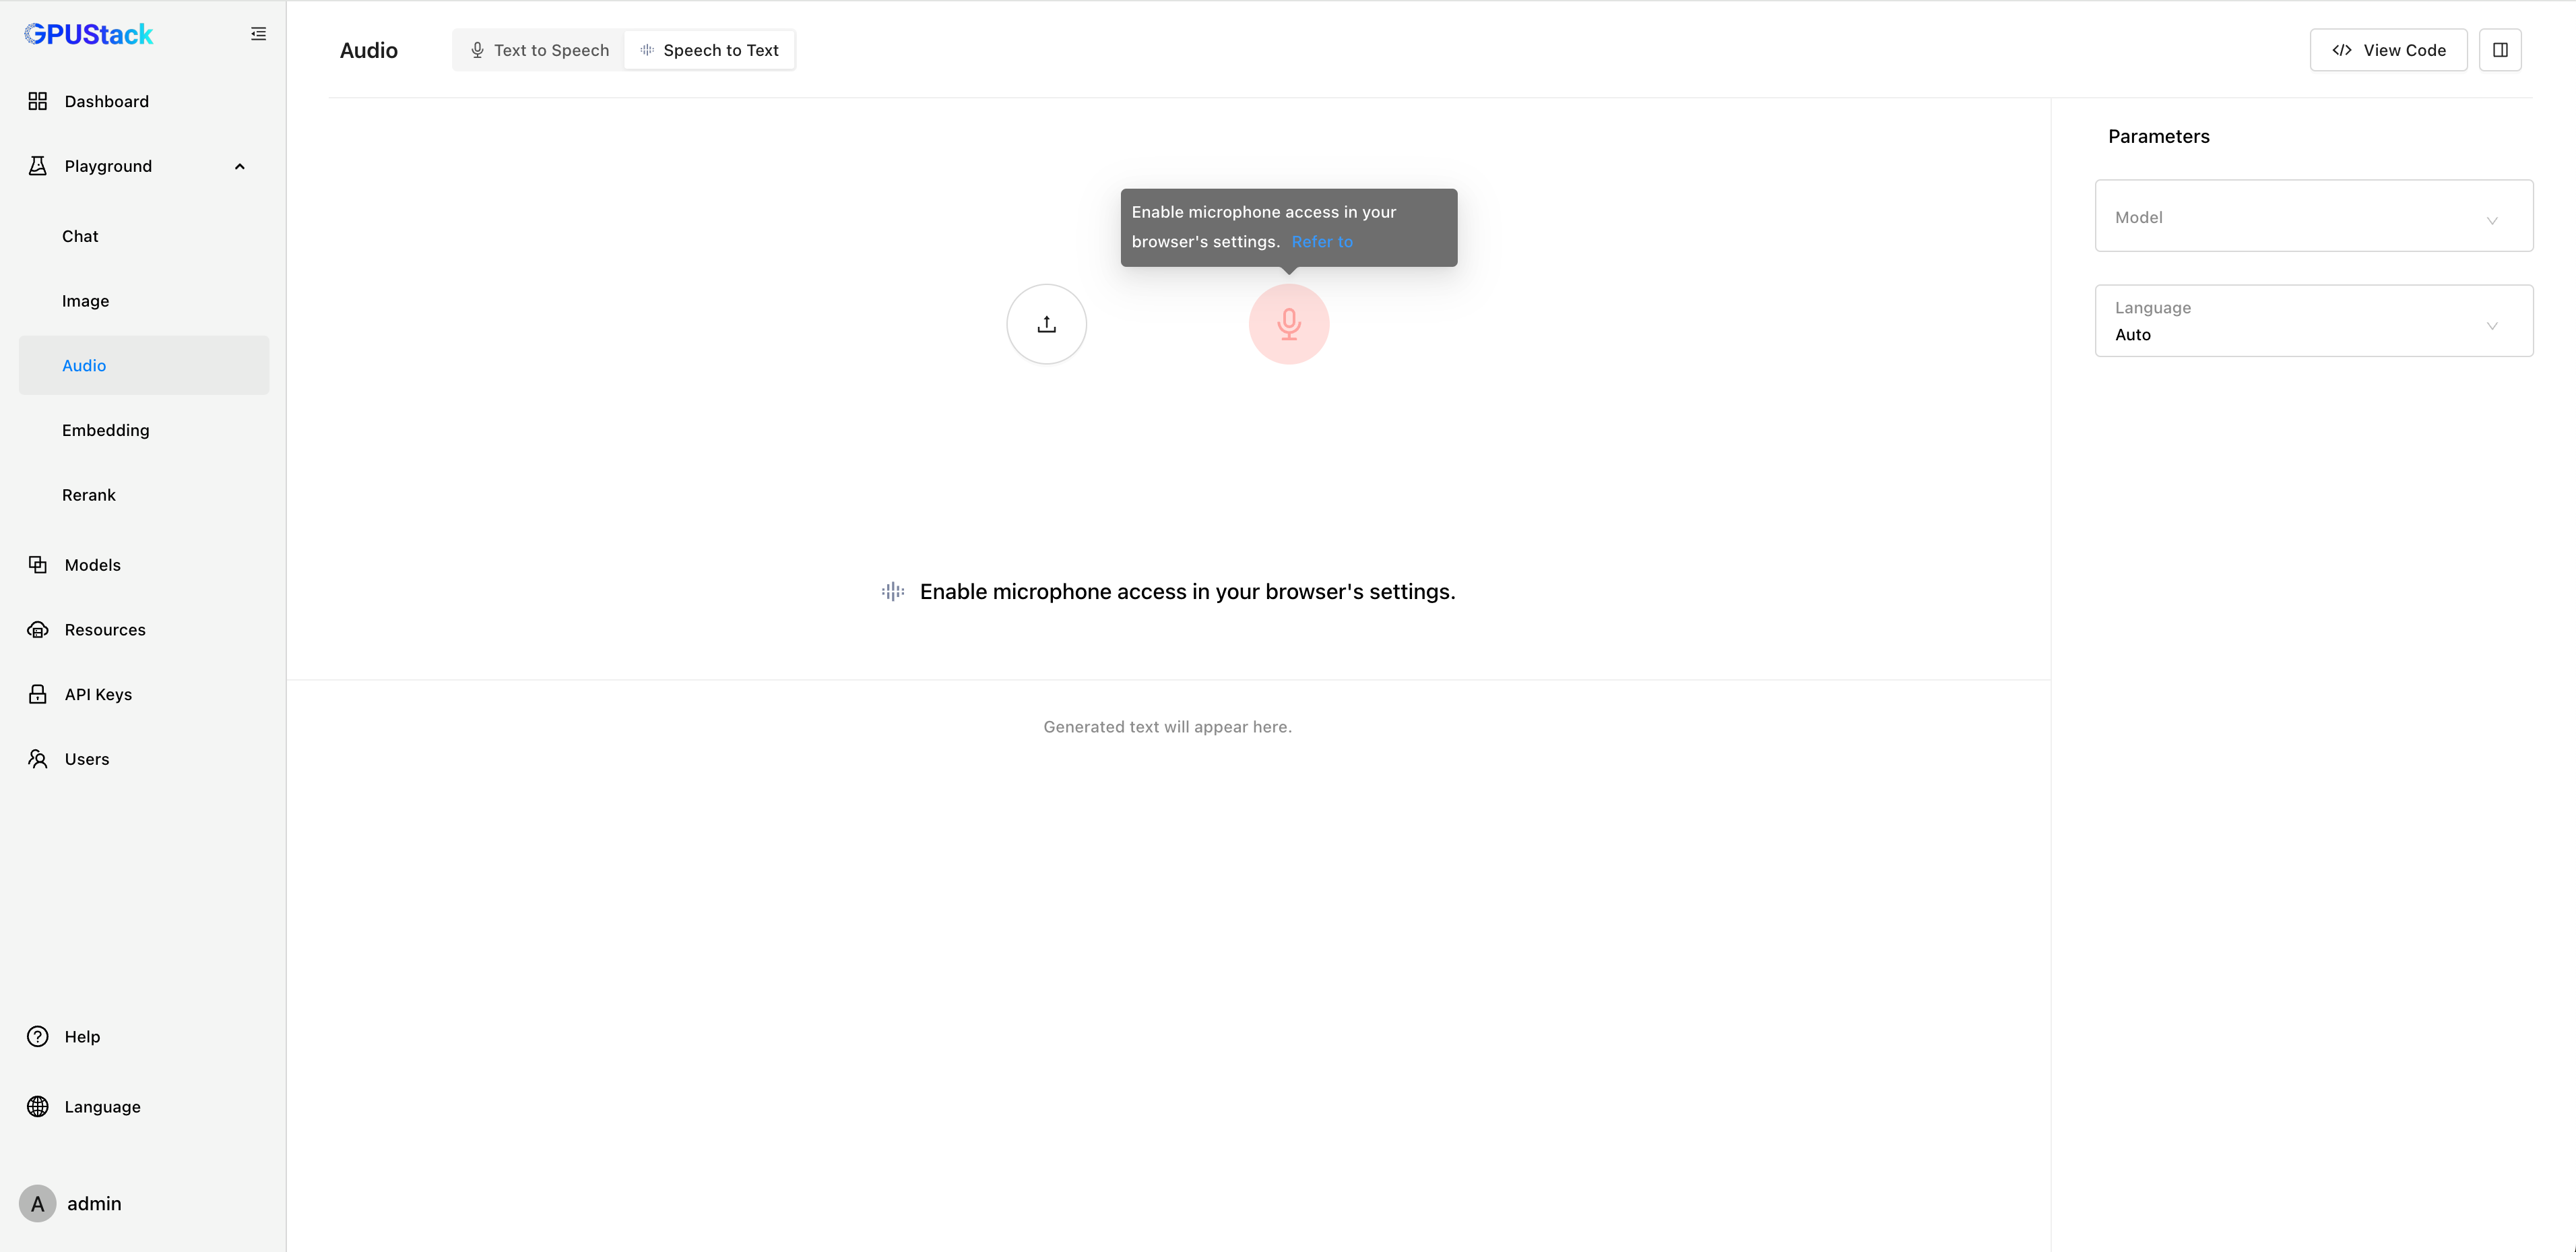 GPUStack
Dashboard
Playground
Chat
Image
Audio
Embedding
Rerank
Models
Resources
API Keys
Users
Help
Language
A admin
Audio
Text to Speech
Speech to Text
View Code
Enable microphone access in your
browser's settings. Refer to
Enable microphone access in your browser's settings.
Generated text will appear here.
Parameters
Model
Language
Auto